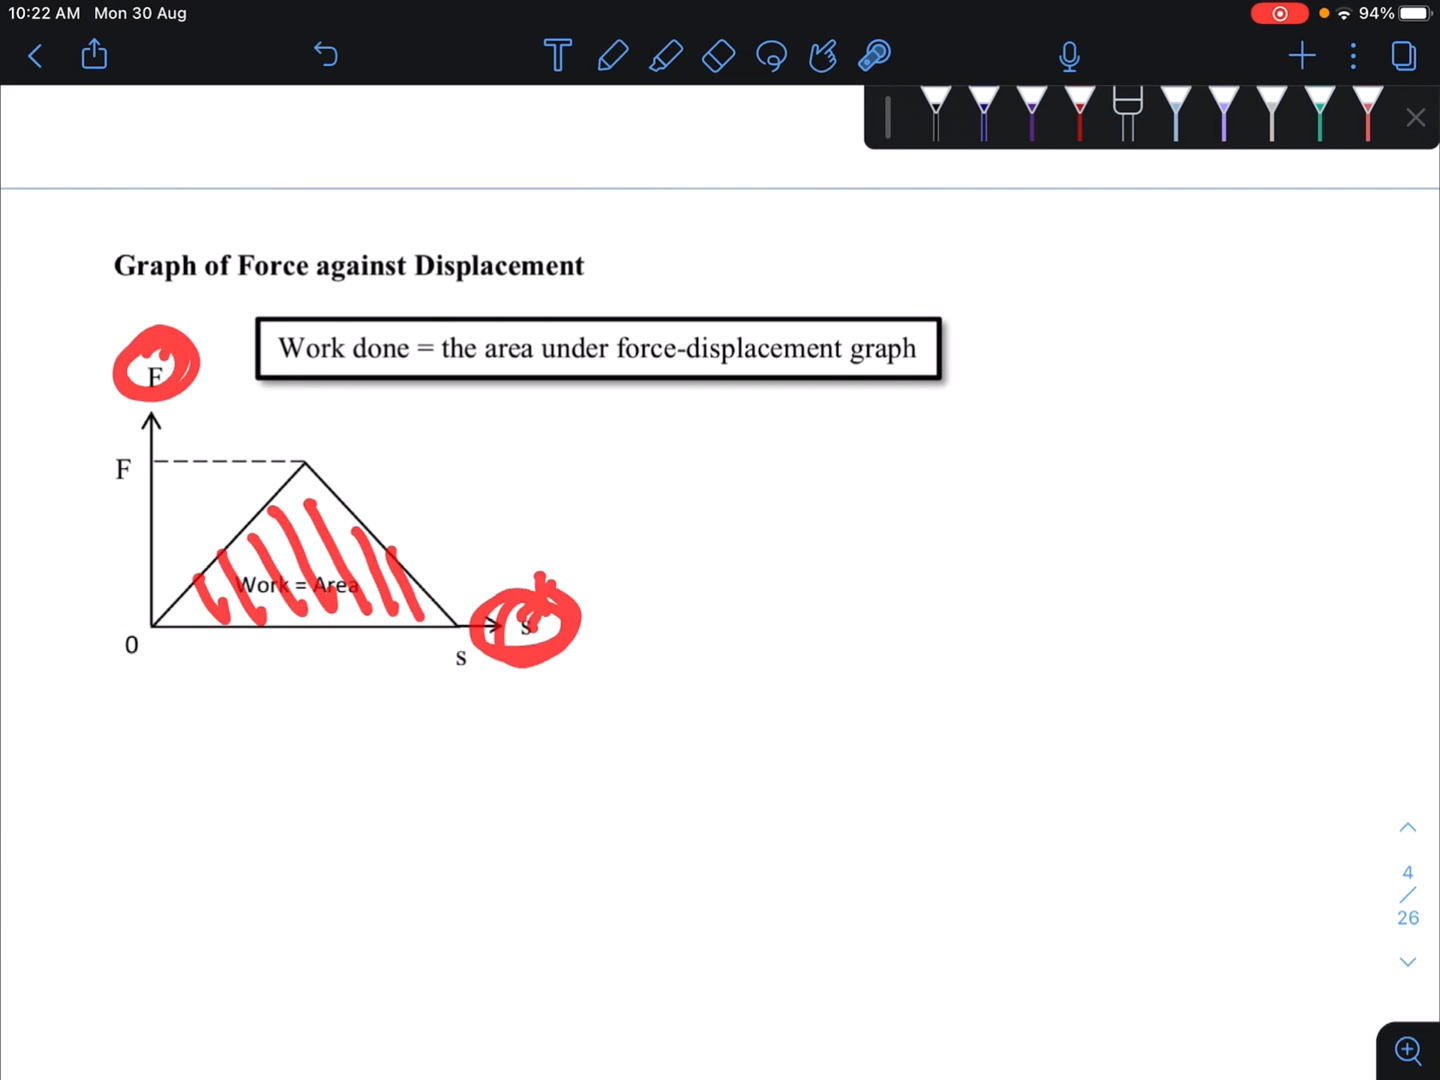 10:22 AM Mon 30 Aug
94%
T
Graph of Force against Displacement
F
Work done = the area under force-displacement graph
F
Work = Area
s
0
s
4
/
26